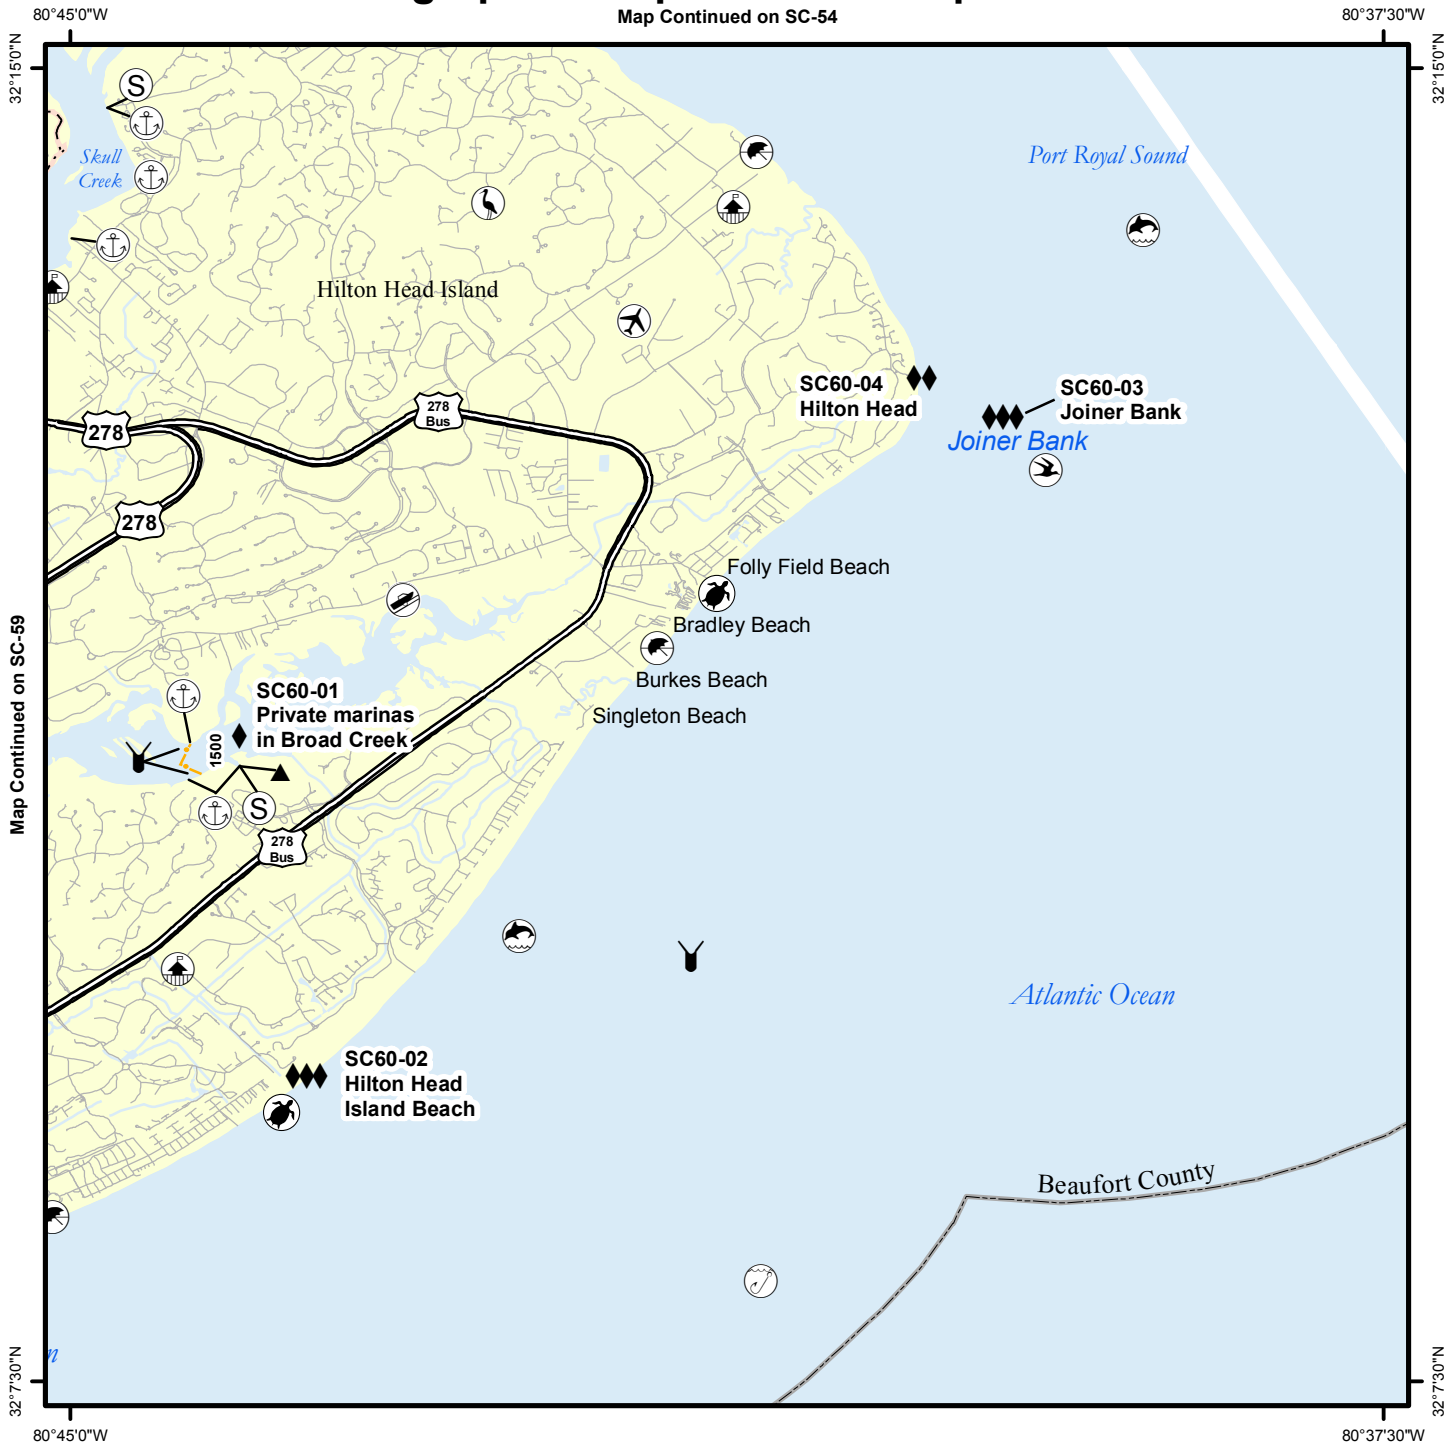 Map Continued on SC-54
80°45'0"W
80°37'30"W
32°15'0"N
32°15'0"N
S
Skull
Creek
Port Royal Sound
Hilton Head Island
SC60-04
Hilton Head
SC60-03
Joiner Bank
Joiner Bank
278
278
Bus
278
Folly Field Beach
Bradley Beach
Burkes Beach
Singleton Beach
Map Continued on SC-59
SC60-01
Private marinas
in Broad Creek
1500
S
278
Bus
Atlantic Ocean
SC60-02
Hilton Head
Island Beach
Beaufort County
n
32°7'30"N
32°7'30"N
80°45'0"W
80°37'30"W